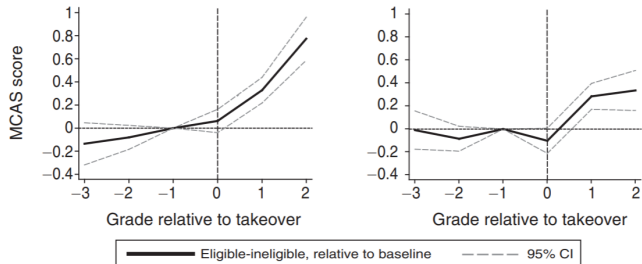 MCAS score
1
0.8
0.6
0.4
0.2
0
−0.2
−0.4
−3 −2 −1 0 1 2
Grade relative to takeover
1
0.8
0.6
0.4
0.2
0
−0.2
−0.4
−3 −2 −1 0 1 2
Grade relative to takeover
Eligible-ineligible, relative to baseline 95% CI